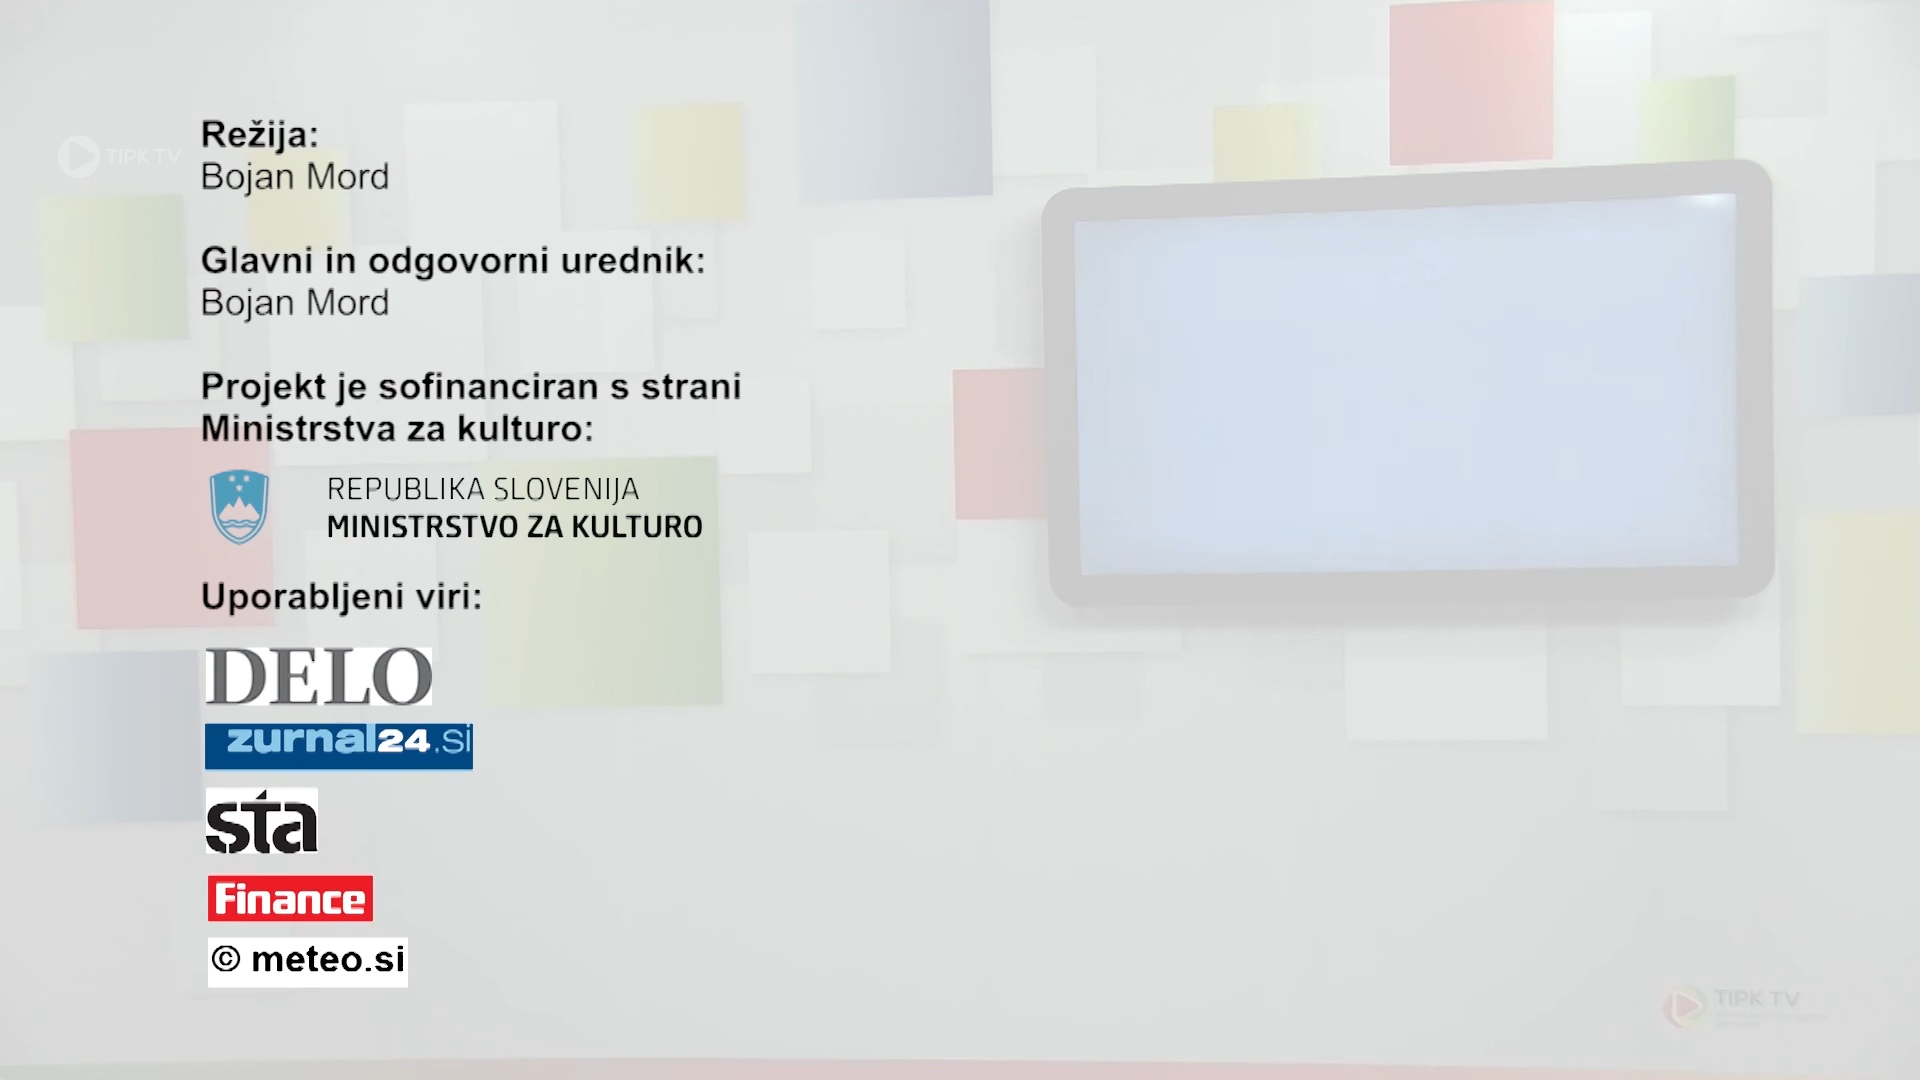 TIPK TV
Režija:
Bojan Mord
Glavni in odgovorni urednik:
Bojan Mord
Projekt je sofinanciran s strani
Ministrstva za kulturo:
REPUBLIKA SLOVENIJA
MINISTRSTVO ZA KULTURO
Uporabljeni viri:
DELO
zurnal24.si
sta
Finance
© meteo.si
TIPK TV